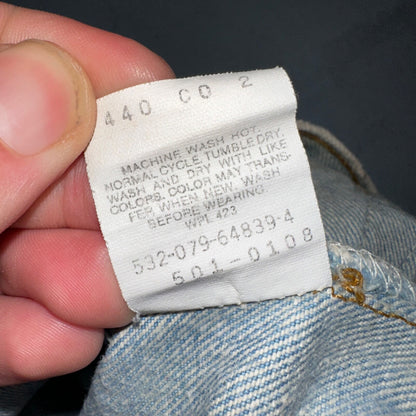 440 CO 2
MACHINE WASH HOT,
NORMAL CYCLE, TUMBLE DRY.
WASH AND DRY WITH LIKE
COLORS. COLOR MAY TRANS-
FER WHEN NEW. WASH
BEFORE WEARING.
WPL 423
532-079-64839-4
501-0108